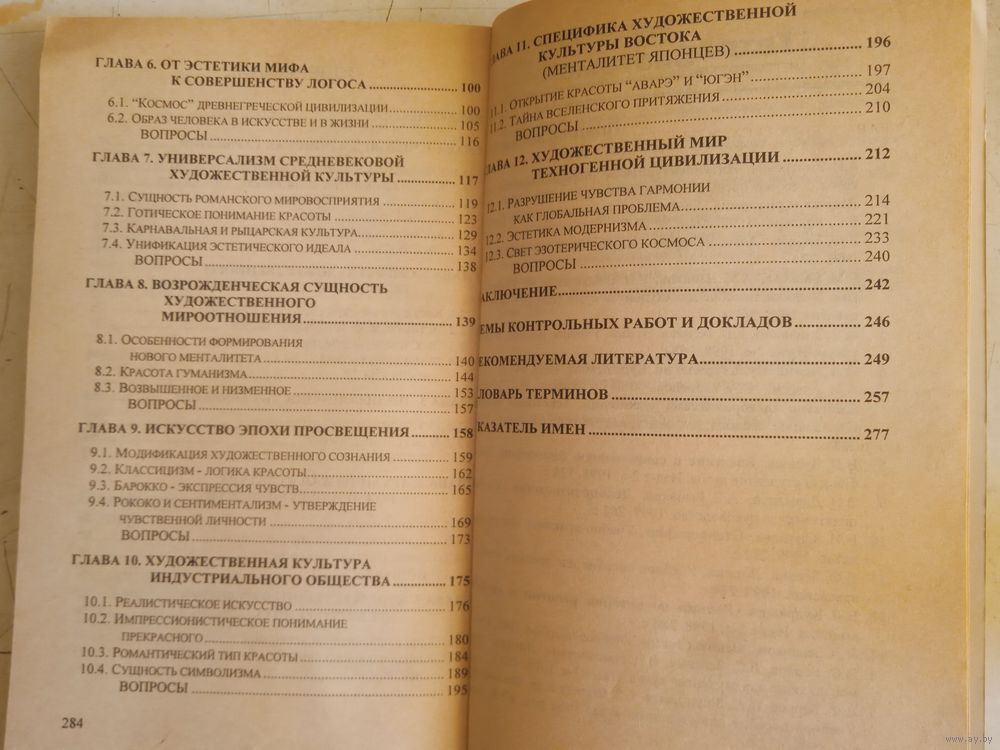 ГЛАВА 6. ОТ ЭСТЕТИКИ МИФА
К СОВЕРШЕНСТВУ ЛОГОСА ........ 100
6.1. “Космос” древнегреческой цивилизации ........ 100
6.2. Образ человека в искусстве и в жизни ........ 105
ВОПРОСЫ ........ 116
ГЛАВА 7. УНИВЕРСАЛИЗМ СРЕДНЕВЕКОВОЙ
ХУДОЖЕСТВЕННОЙ КУЛЬТУРЫ ........ 117
7.1. Сущность романского мировосприятия ........ 119
7.2. Готическое понимание красоты ........ 123
7.3. Карнавальная и рыцарская культура ........ 129
7.4. Унификация эстетического идеала ........ 134
ВОПРОСЫ ........ 138
ГЛАВА 8. ВОЗРОЖДЕНЧЕСКАЯ СУЩНОСТЬ
ХУДОЖЕСТВЕННОГО
МИРООТНОШЕНИЯ ........ 139
8.1. Особенности формирования
нового менталитета ........ 140
8.2. Красота гуманизма ........ 144
8.3. Возвышенное и низменное ........ 153
ВОПРОСЫ ........ 157
ГЛАВА 9. ИСКУССТВО ЭПОХИ ПРОСВЕЩЕНИЯ ........ 158
9.1. Модификация художественного сознания ........ 159
9.2. Классицизм - логика красоты ........ 162
9.3. Барокко - экспрессия чувств ........ 165
9.4. Рококо и сентиментализм - утверждение
чувственной личности ........ 169
ВОПРОСЫ ........ 173
ГЛАВА 10. ХУДОЖЕСТВЕННАЯ КУЛЬТУРА
ИНДУСТРИАЛЬНОГО ОБЩЕСТВА ........ 175
10.1. Реалистическое искусство ........ 176
10.2. Импрессионистическое понимание
прекрасного ........ 180
10.3. Романтический тип красоты ........ 184
10.4. Сущность символизма ........ 189
ВОПРОСЫ ........ 195
284
ЛАВА 11. СПЕЦИФИКА ХУДОЖЕСТВЕННОЙ
КУЛЬТУРЫ ВОСТОКА
(МЕНТАЛИТЕТ ЯПОНЦЕВ) ........ 196
11.1. Открытие красоты “аварэ” и “югэн” ........ 197
11.2. Тайна вселенского притяжения ........ 204
ВОПРОСЫ ........ 210
ЛАВА 12. ХУДОЖЕСТВЕННЫЙ МИР
ТЕХНОГЕННОЙ ЦИВИЛИЗАЦИИ ........ 212
12.1. Разрушение чувства гармонии
как глобальная проблема ........ 214
12.2. Эстетика модернизма ........ 221
12.3. Свет эзотерического космоса ........ 233
ВОПРОСЫ ........ 240
АКЛЮЧЕНИЕ ........ 242
ЕМЫ КОНТРОЛЬНЫХ РАБОТ И ДОКЛАДОВ ........ 246
ЕКОМЕНДУЕМАЯ ЛИТЕРАТУРА ........ 249
ЛОВАРЬ ТЕРМИНОВ ........ 257
КАЗАТЕЛЬ ИМЕН ........ 277
www.ay.by